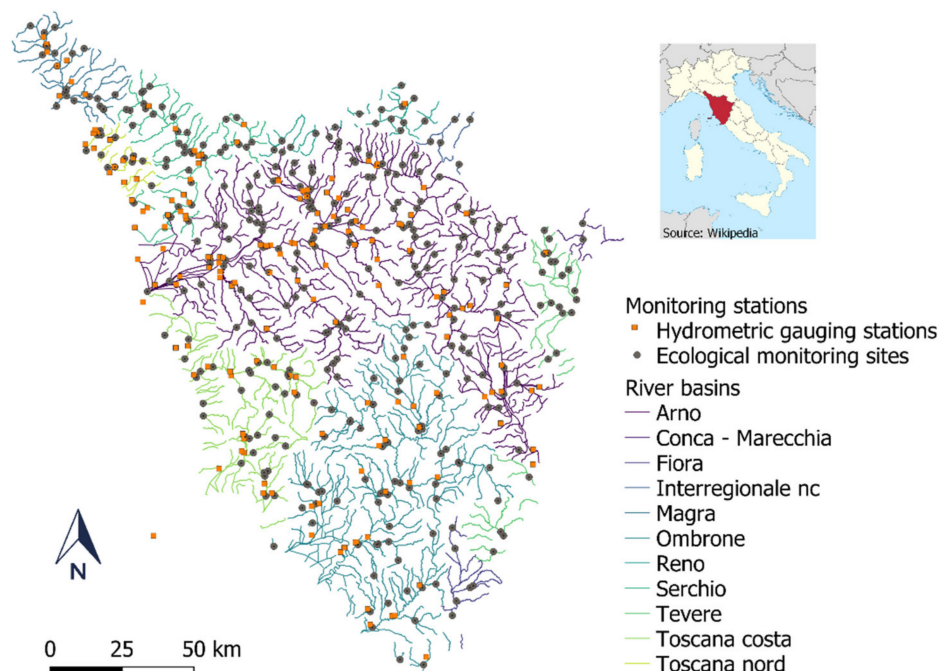 Source: Wikipedia
Monitoring stations
Hydrometric gauging stations
Ecological monitoring sites
River basins
Arno
Conca - Marecchia
Fiora
Interregionale nc
Magra
Ombrone
Reno
Serchio
Tevere
Toscana costa
Toscana nord
N
0 25 50 km